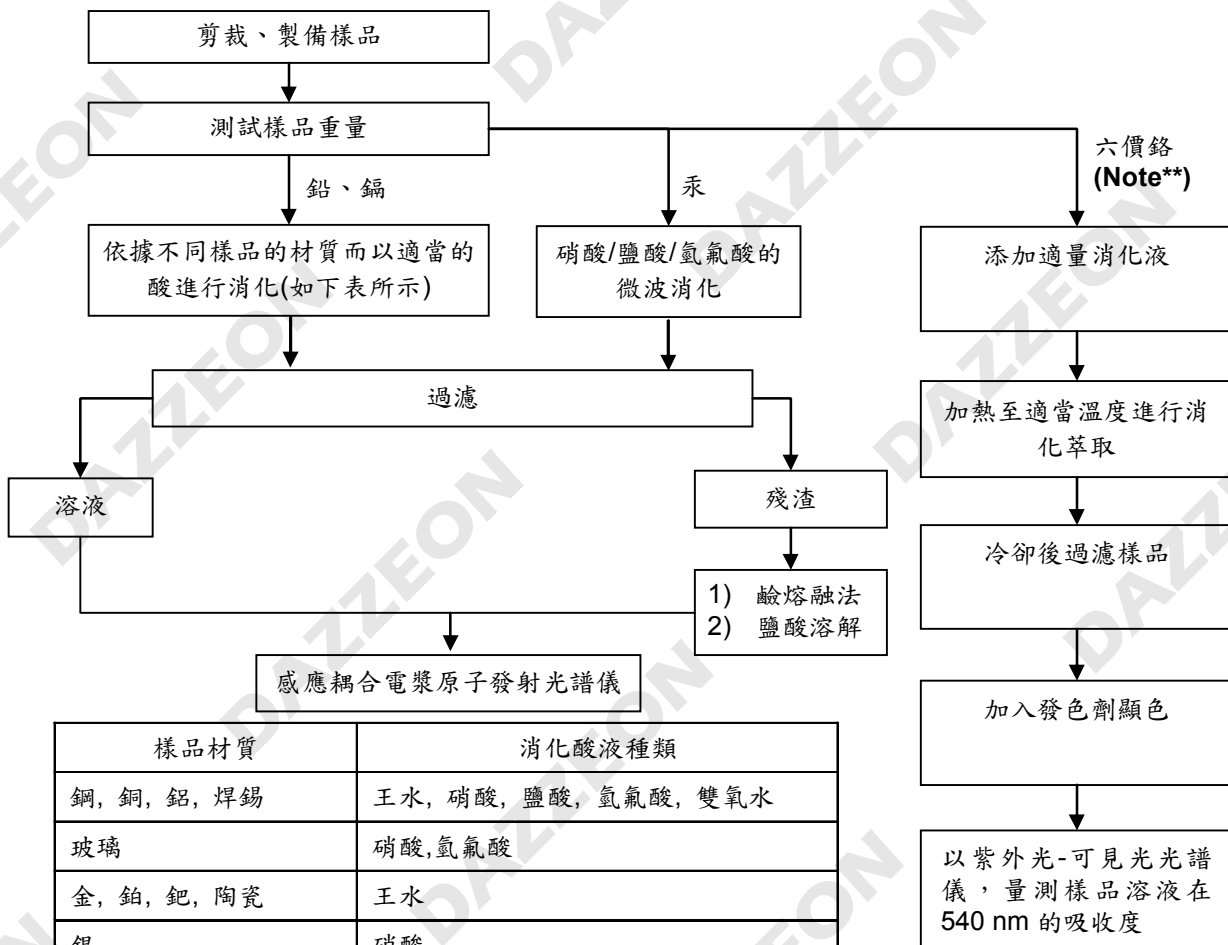 剪裁、製備樣品
測試樣品重量
鉛、鎘
汞
六價鉻
(Note**)
依據不同樣品的材質而以適當的
酸進行消化(如下表所示)
硝酸/鹽酸/氫氟酸的
微波消化
添加適量消化液
過濾
加熱至適當溫度進行消
化萃取
溶液
殘渣
冷卻後過濾樣品
1) 鹼熔融法
2) 鹽酸溶解
感應耦合電漿原子發射光譜儀
加入發色劑顯色
樣品材質 消化酸液種類
鋼, 銅, 鋁, 焊錫 王水, 硝酸, 鹽酸, 氫氟酸, 雙氧水
玻璃 硝酸,氫氟酸
金, 鉑, 鈀, 陶瓷 王水
硝酸
以紫外光-可見光光譜
儀，量測樣品溶液在
540 nm 的吸收度
DAZZEON